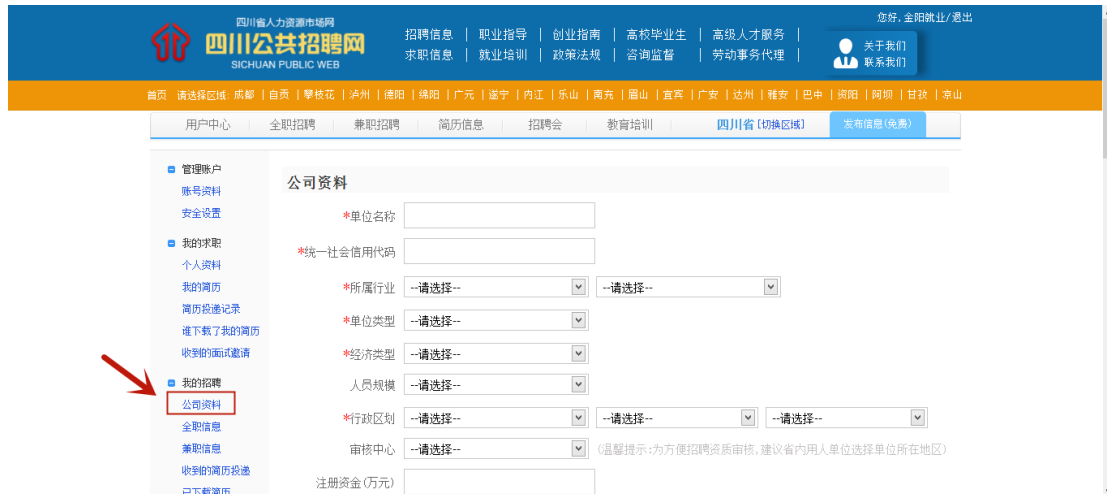 四川省人力资源市场网
四川公共招聘网
SICHUAN PUBLIC WEB
招聘信息 | 职业指导 | 创业指南 | 高校毕业生 | 高级人才服务 |
求职信息 | 就业培训 | 政策法规 | 咨询监督 | 劳动事务代理 |
您好,金阳就业/退出
关于我们
联系我们
首页 请选择区域: 成都 | 自贡 | 攀枝花 | 泸州 | 德阳 | 绵阳 | 广元 | 遂宁 | 内江 | 乐山 | 南充 | 眉山 | 宜宾 | 广安 | 达州 | 雅安 | 巴中 | 资阳 | 阿坝 | 甘孜 | 凉山
用户中心 全职招聘 兼职招聘 简历信息 招聘会 教育培训 四川省 [切换区域] 发布信息(免费)
管理账户
账号资料
安全设置
我的求职
个人资料
我的简历
简历投递记录
谁下载了我的简历
收到的面试邀请
我的招聘
公司资料
全职信息
兼职信息
收到的简历投递
已下载简历
公司资料
*单位名称
*统一社会信用代码
*所属行业 --请选择-- --请选择--
*单位类型 --请选择--
*经济类型 --请选择--
人员规模 --请选择--
*行政区划 --请选择-- --请选择-- --请选择--
审核中心 --请选择-- (温馨提示:为方便招聘资质审核,建议省内用人单位选择单位所在地区)
注册资金(万元)